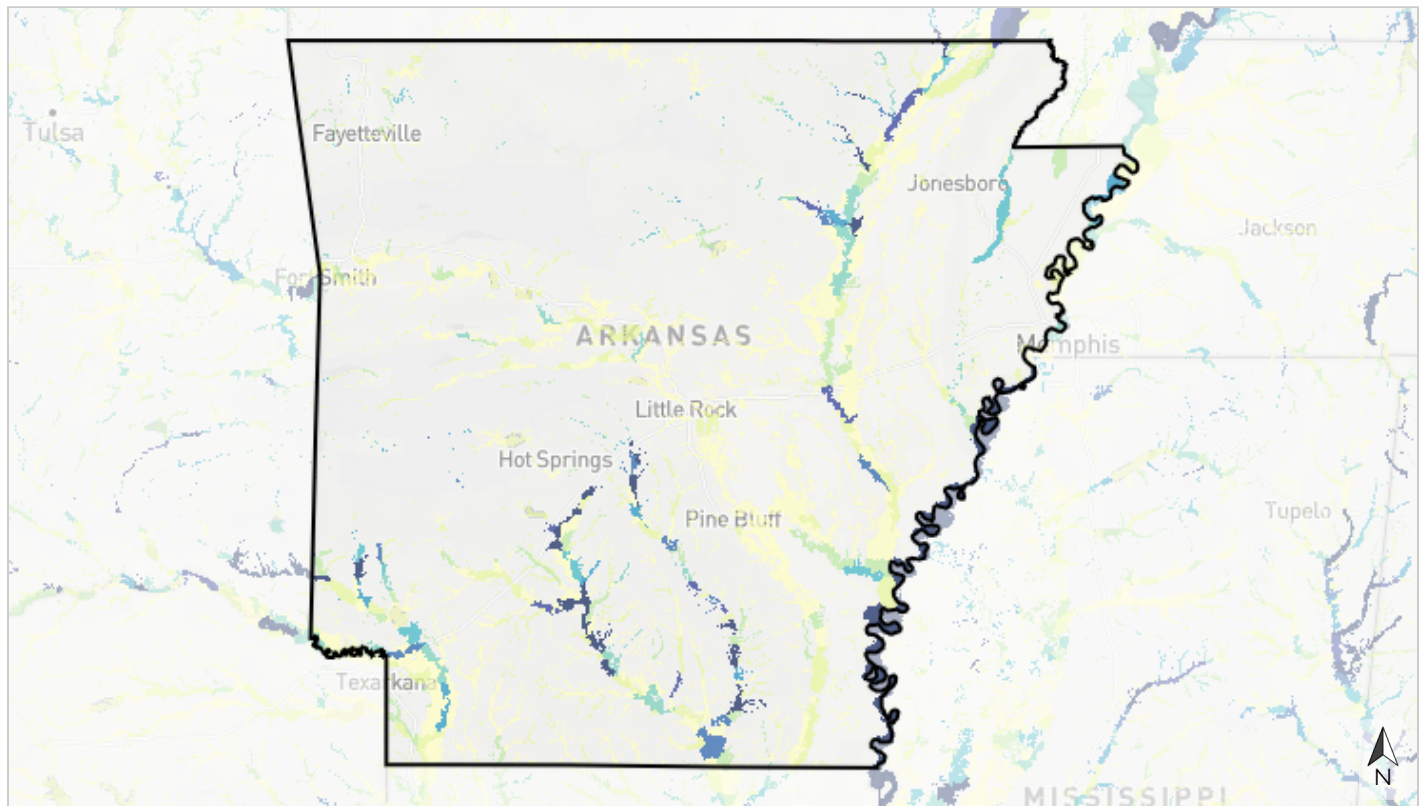 Tulsa
Fayetteville
Jonesboro
Jackson
Fort Smith
ARKANSAS
Memphis
Little Rock
Hot Springs
Pine Bluff
Tupelo
Texarkana
N
MISSISSIPPI